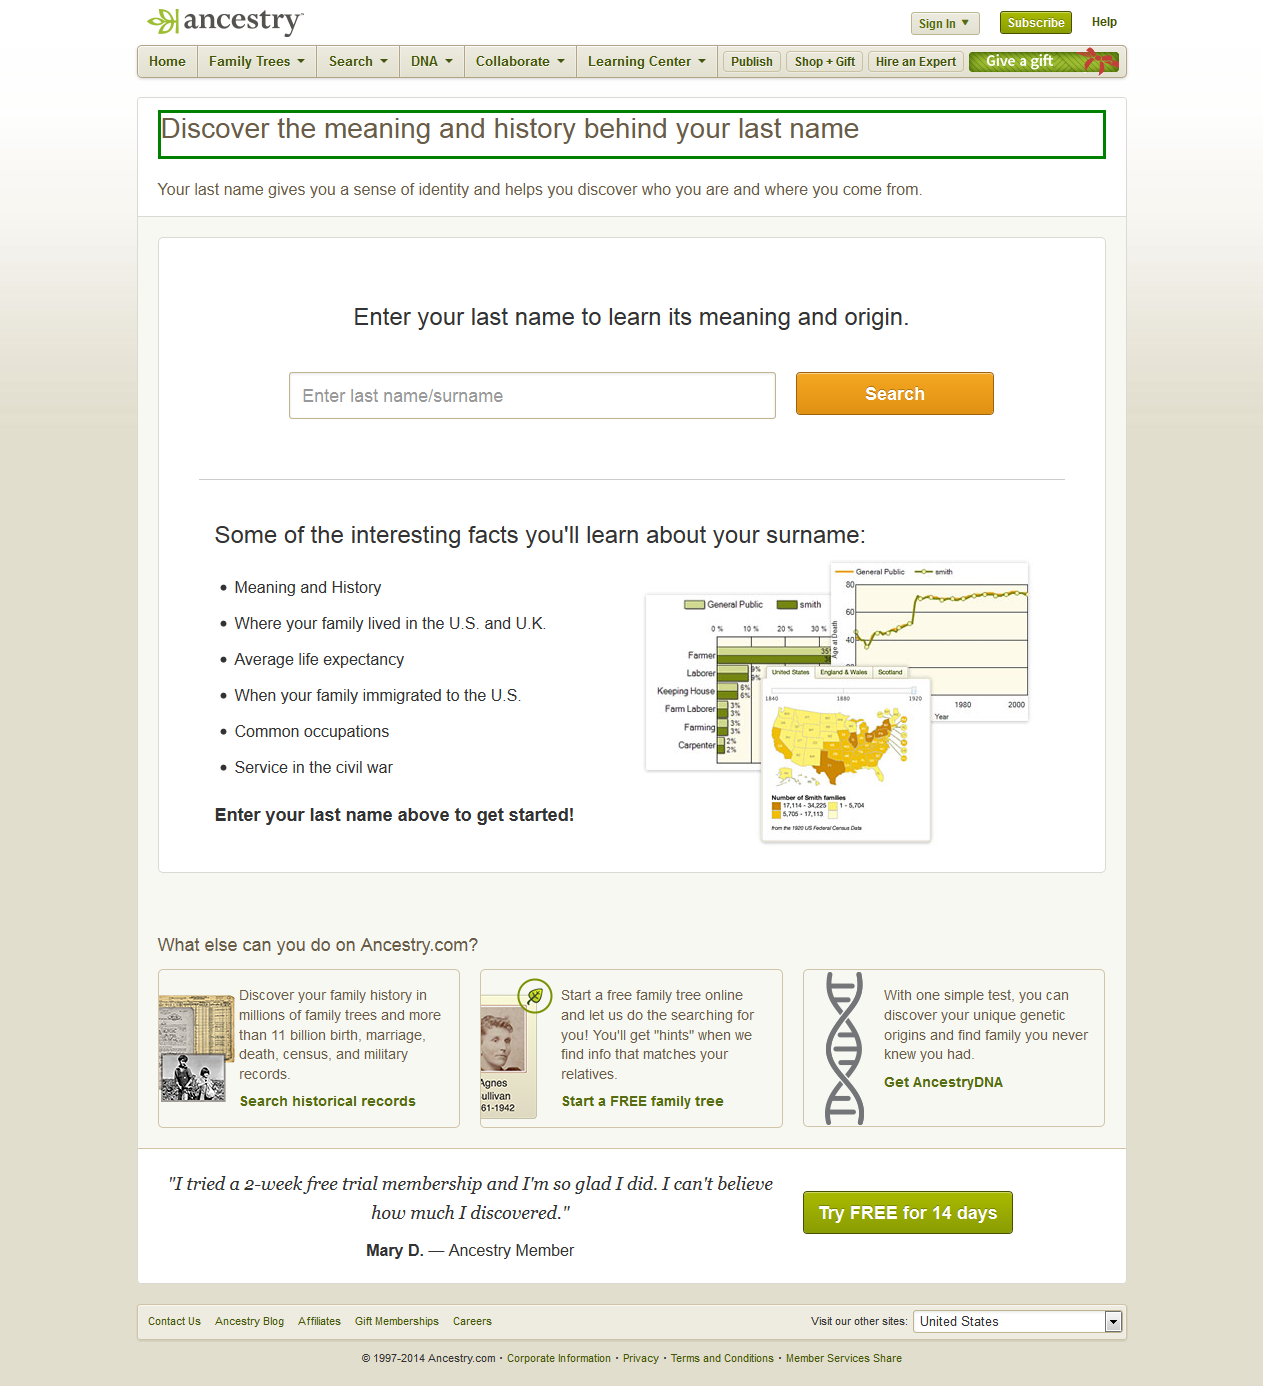 ancestry™
Sign In
Subscribe
Help
Home
Family Trees
Search
DNA
Collaborate
Learning Center
Publish
Shop + Gift
Hire an Expert
Give a gift
Discover the meaning and history behind your last name
Your last name gives you a sense of identity and helps you discover who you are and where you come from.
Enter your last name to learn its meaning and origin.
Enter last name/surname
Search
Some of the interesting facts you'll learn about your surname:
• Meaning and History
• Where your family lived in the U.S. and U.K.
• Average life expectancy
• When your family immigrated to the U.S.
• Common occupations
• Service in the civil war
Enter your last name above to get started!
General Public smith
80
60
40
Age at Death
1980 2000
Year
General Public smith
0 % 10 % 20 % 30 %
Farmer 35
Laborer 9% 9%
Keeping House 6% 6%
Farm Laborer 3% 3%
Farming 3% 3%
Carpenter 2% 2%
United States England & Wales Scotland
1840 1880 1920
Number of Smith families
17,114 - 34,225 1 - 5,704
5,705 - 17,113
from the 1920 US Federal Census Data
What else can you do on Ancestry.com?
Discover your family history in
millions of family trees and more
than 11 billion birth, marriage,
death, census, and military
records.
Search historical records
Agnes
ullivan
61-1942
Start a free family tree online
and let us do the searching for
you! You'll get "hints" when we
find info that matches your
relatives.
Start a FREE family tree
With one simple test, you can
discover your unique genetic
origins and find family you never
knew you had.
Get AncestryDNA
"I tried a 2-week free trial membership and I'm so glad I did. I can't believe
how much I discovered."
Mary D. — Ancestry Member
Try FREE for 14 days
Contact Us
Ancestry Blog
Affiliates
Gift Memberships
Careers
Visit our other sites:
United States
© 1997-2014 Ancestry.com • Corporate Information • Privacy • Terms and Conditions • Member Services Share